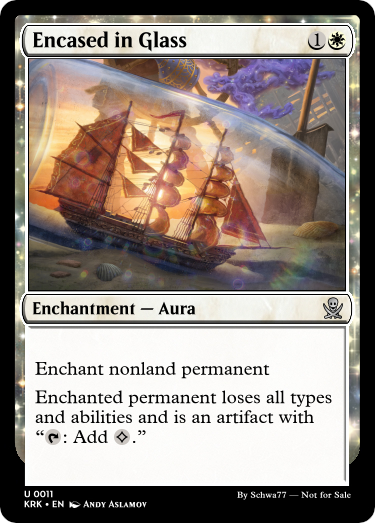 Encased in Glass 1
Enchantment — Aura
Enchant nonland permanent
Enchanted permanent loses all types
and abilities and is an artifact with
“: Add .”
U 0011
KRK • EN Andy Aslamov
By Schwa77 — Not for Sale